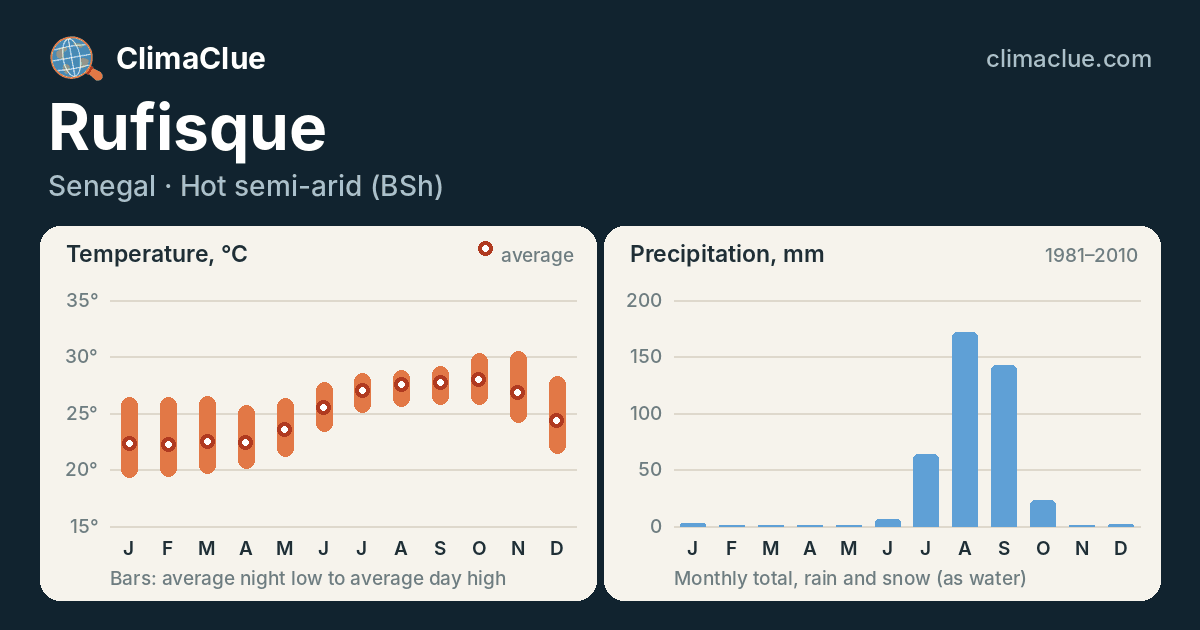 ClimaClue
climaclue.com
Rufisque
Senegal · Hot semi-arid (BSh)
Temperature, °C
average
35°
30°
25°
20°
15°
J F M A M J J A S O N D
Bars: average night low to average day high
Precipitation, mm
1981–2010
200
150
100
50
0
J F M A M J J A S O N D
Monthly total, rain and snow (as water)